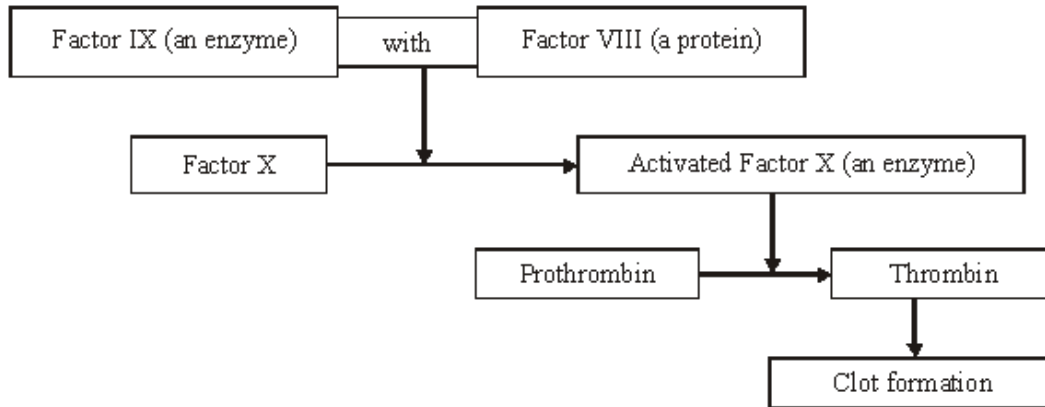 Factor IX (an enzyme)
with
Factor VIII (a protein)
Factor X
Activated Factor X (an enzyme)
Prothrombin
Thrombin
Clot formation